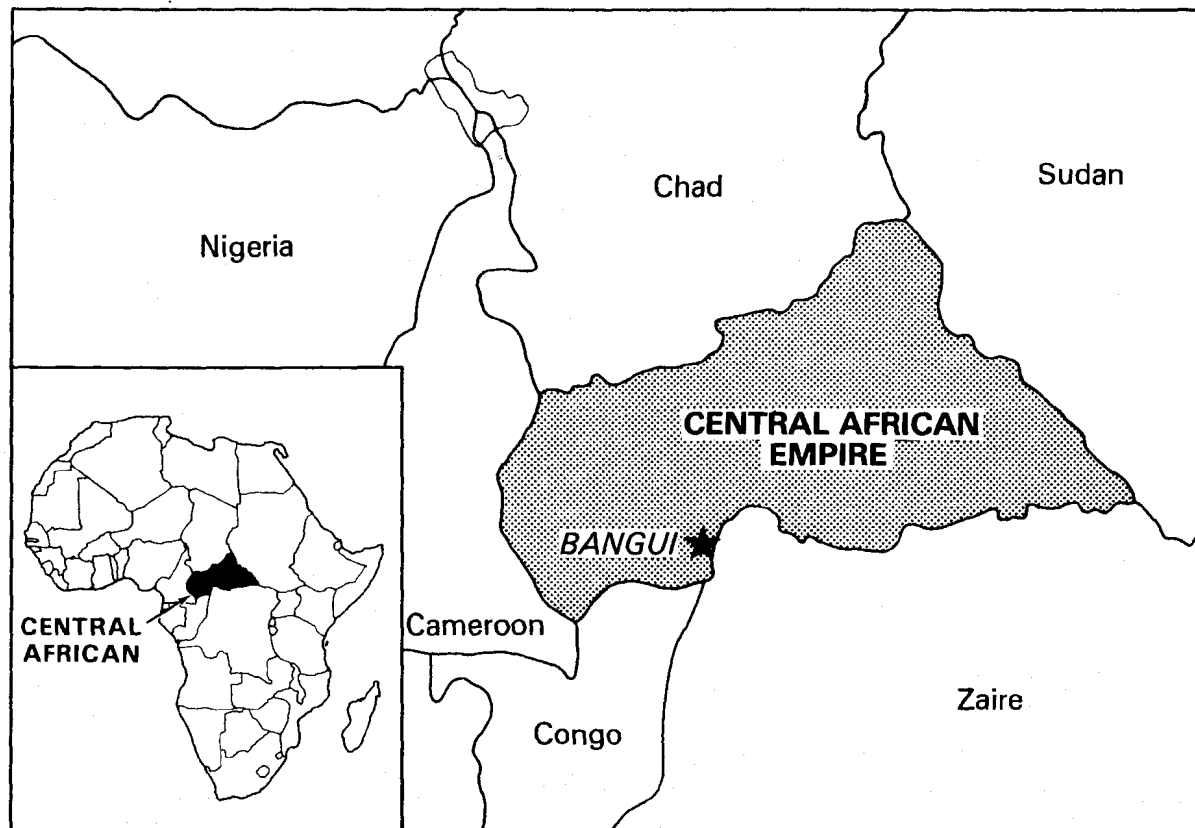 Chad
Sudan
Nigeria
CENTRAL AFRICAN
EMPIRE
BANGUI
CENTRAL
AFRICAN
Cameroon
Zaire
Congo